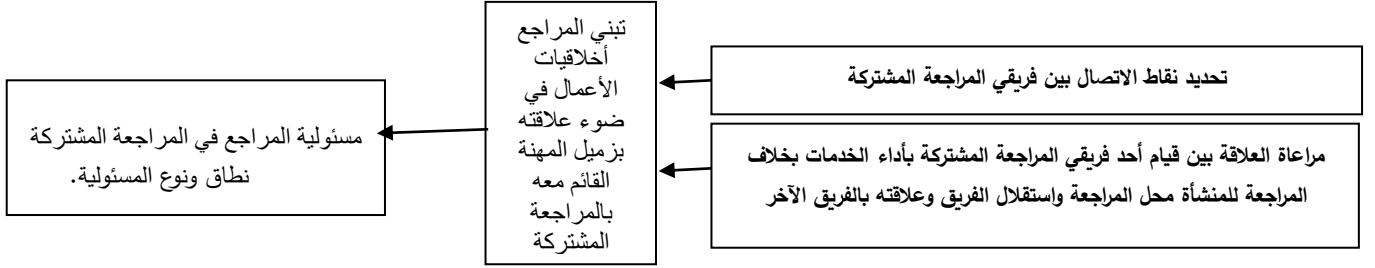 تحديد نقاط الاتصال بين فريقي المراجعة المشتركة
مراعاة العلاقة بين قيام أحد فريقي المراجعة المشتركة بأداء الخدمات بخلاف
المراجعة للمنشأة محل المراجعة واستقلال الفريق وعلاقته بالفريق الآخر
تبني المراجع
أخلاقيات
الأعمال في
ضوء علاقته
بزميل المهنة
القائم معه
بالمراجعة
المشتركة
مسئولية المراجع في المراجعة المشتركة
نطاق ونوع المسئولية.